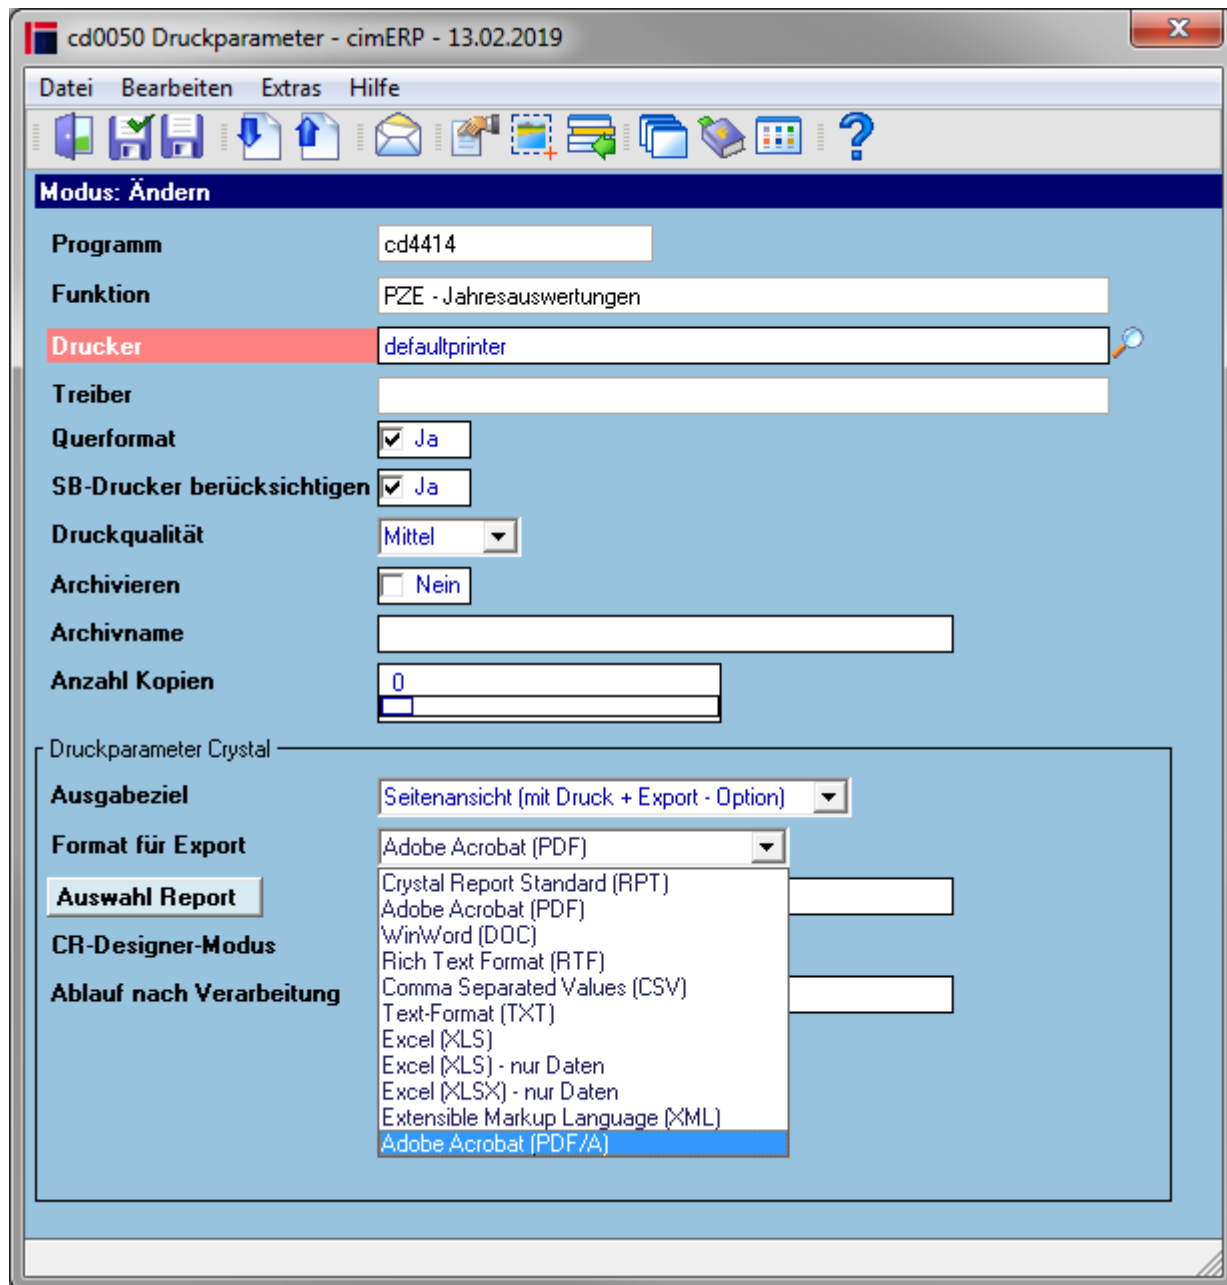 cd0050 Druckparameter - cimERP - 13.02.2019
Datei Bearbeiten Extras Hilfe
Modus: Ändern
Programm cd4414
Funktion PZE - Jahresauswertungen
Drucker defaultprinter
Treiber
Querformat Ja
SB-Drucker berücksichtigen Ja
Druckqualität Mittel
Archivieren Nein
Archivname
Anzahl Kopien 0
Druckparameter Crystal
Ausgabeziel Seitenansicht (mit Druck + Export - Option)
Format für Export Adobe Acrobat (PDF)
Crystal Report Standard (RPT)
Auswahl Report
Adobe Acrobat (PDF)
WinWord (DOC)
CR-Designer-Modus
Rich Text Format (RTF)
Comma Separated Values (CSV)
Ablauf nach Verarbeitung
Text-Format (TXT)
Excel (XLS)
Excel (XLS) - nur Daten
Excel (XLSX) - nur Daten
Extensible Markup Language (XML)
Adobe Acrobat (PDF/A)